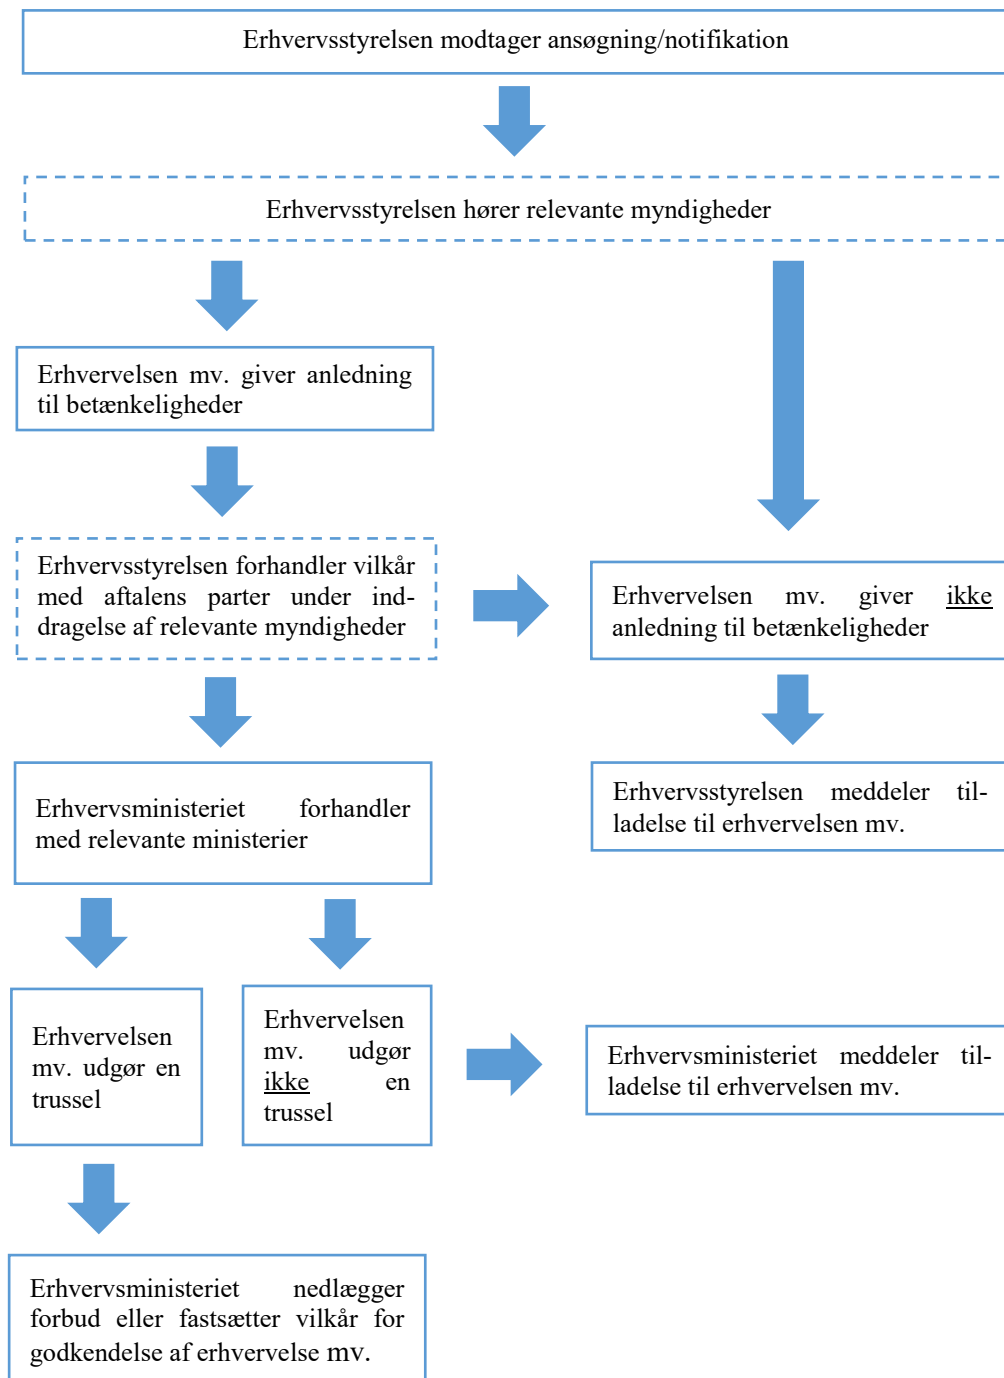 Erhvervsstyrelsen modtager ansøgning/notifikation
Erhvervsstyrelsen hører relevante myndigheder
Erhvervelsen mv. giver anledning
til betænkeligheder
Erhvervsstyrelsen forhandler vilkår
med aftalens parter under ind-
dragelse af relevante myndigheder
Erhvervelsen mv. giver ikke
anledning til betænkeligheder
Erhvervsministeriet forhandler
med relevante ministerier
Erhvervsstyrelsen meddeler til-
ladelse til erhvervelsen mv.
Erhvervelsen
mv. udgør en
trussel
Erhvervelsen
mv. udgør
ikke en
trussel
Erhvervsministeriet meddeler til-
ladelse til erhvervelsen mv.
Erhvervsministeriet nedlægger
forbud eller fastsætter vilkår for
godkendelse af erhvervelse mv.